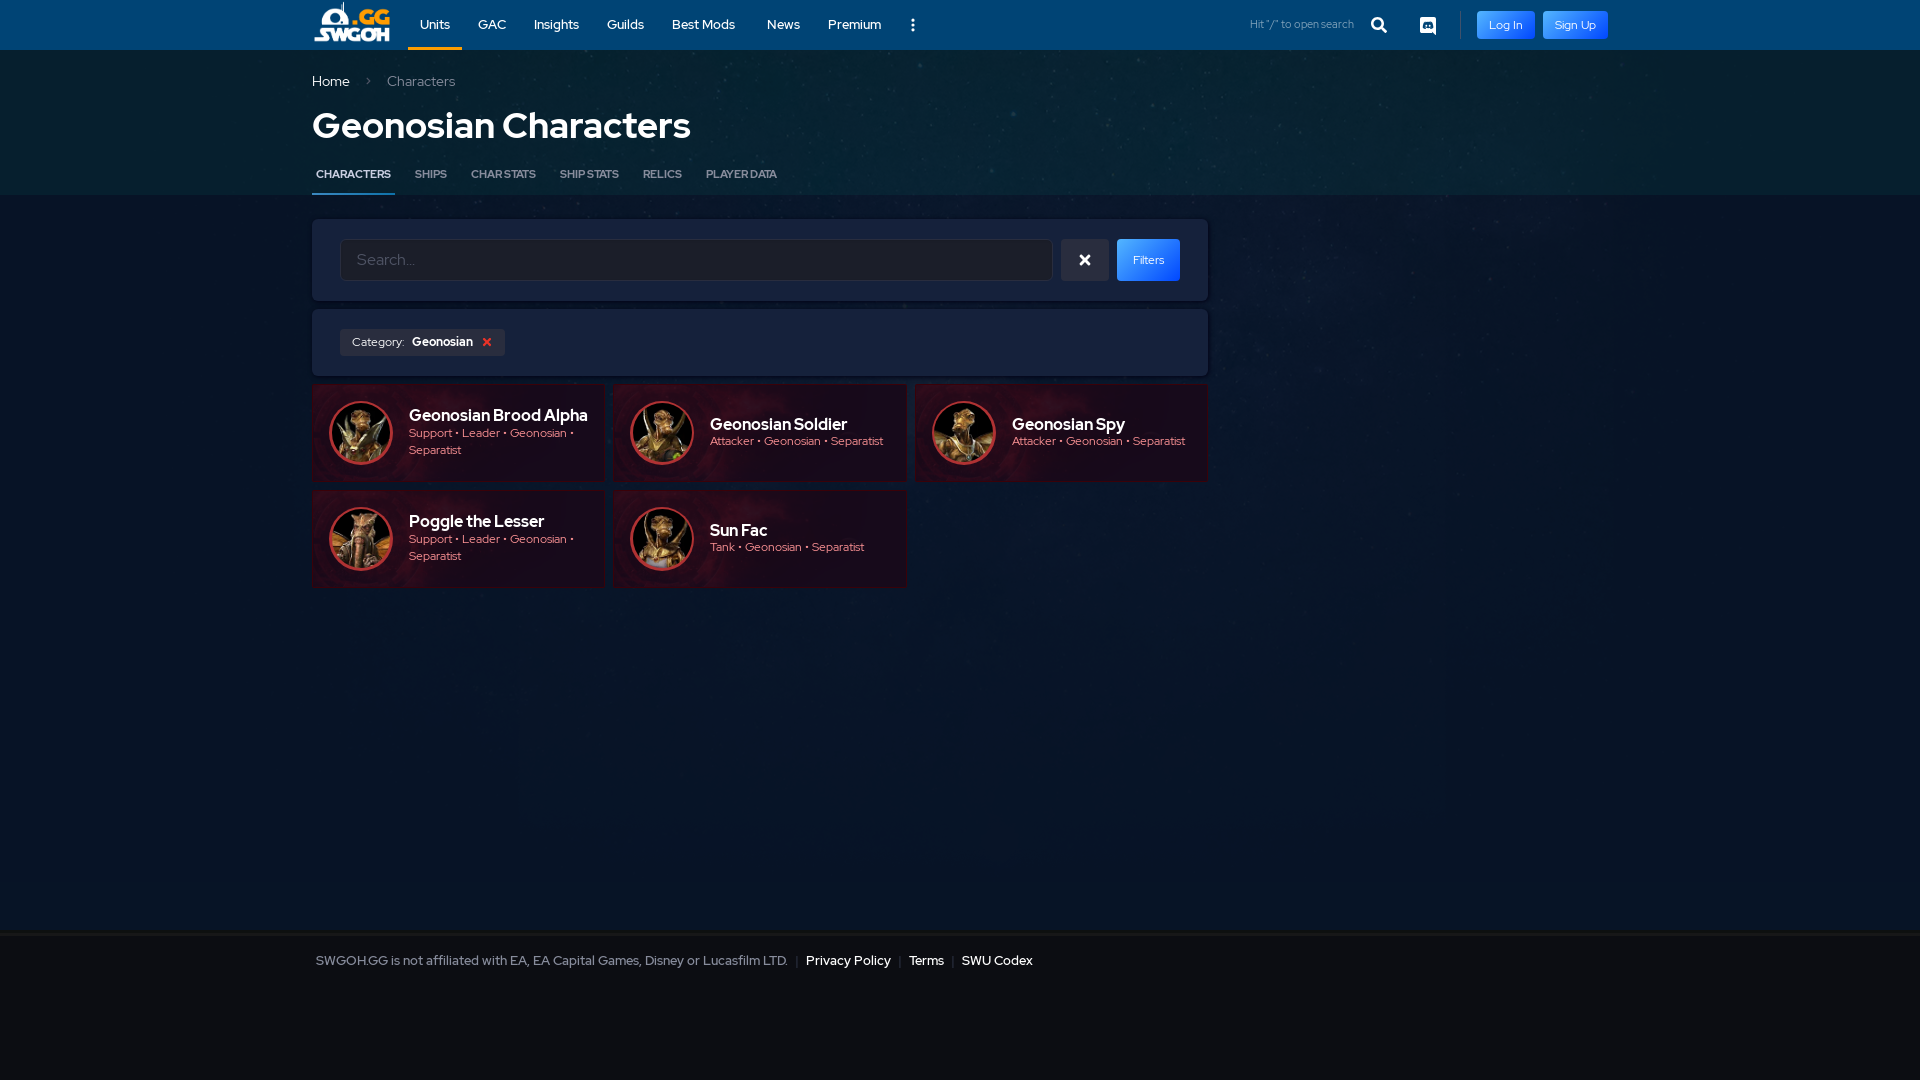 .GG
SWGOH
Units
GAC
Insights
Guilds
Best Mods
News
Premium
Hit "/" to open search
Log In
Sign Up
Home
Characters
Geonosian Characters
CHARACTERS
SHIPS
CHAR STATS
SHIP STATS
RELICS
PLAYER DATA
Search...
Filters
Category: Geonosian
Geonosian Brood Alpha
Support • Leader • Geonosian •
Separatist
Geonosian Soldier
Attacker • Geonosian • Separatist
Geonosian Spy
Attacker • Geonosian • Separatist
Poggle the Lesser
Support • Leader • Geonosian •
Separatist
Sun Fac
Tank • Geonosian • Separatist
SWGOH.GG is not affiliated with EA, EA Capital Games, Disney or Lucasfilm LTD. | Privacy Policy | Terms | SWU Codex